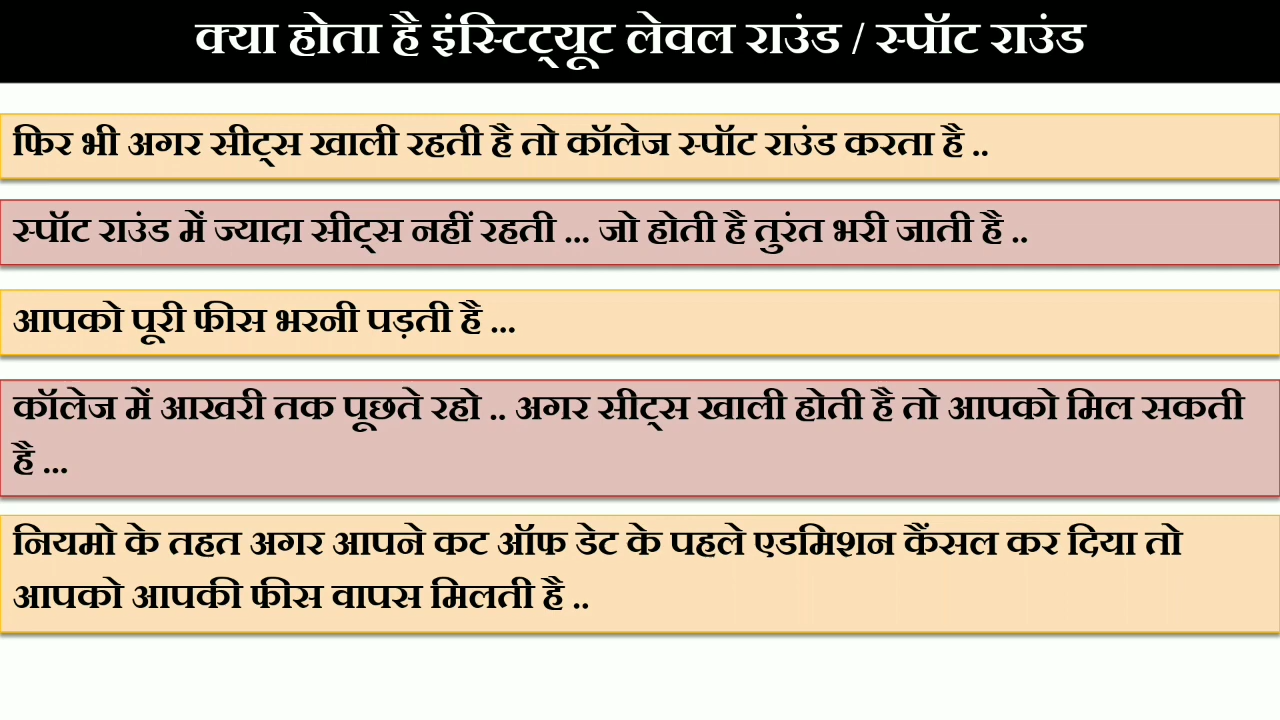 क्या होता है इंस्टिट्यूट लेवल राउंड / स्पॉट राउंड
फिर भी अगर सीट्स खाली रहती है तो कॉलेज स्पॉट राउंड करता है ..
स्पॉट राउंड में ज्यादा सीट्स नहीं रहती ... जो होती है तुरंत भरी जाती है ..
आपको पूरी फीस भरनी पड़ती है ...
कॉलेज में आखरी तक पूछते रहो .. अगर सीट्स खाली होती है तो आपको मिल सकती
है ...
नियमो के तहत अगर आपने कट ऑफ डेट के पहले एडमिशन कैंसल कर दिया तो
आपको आपकी फीस वापस मिलती है ..